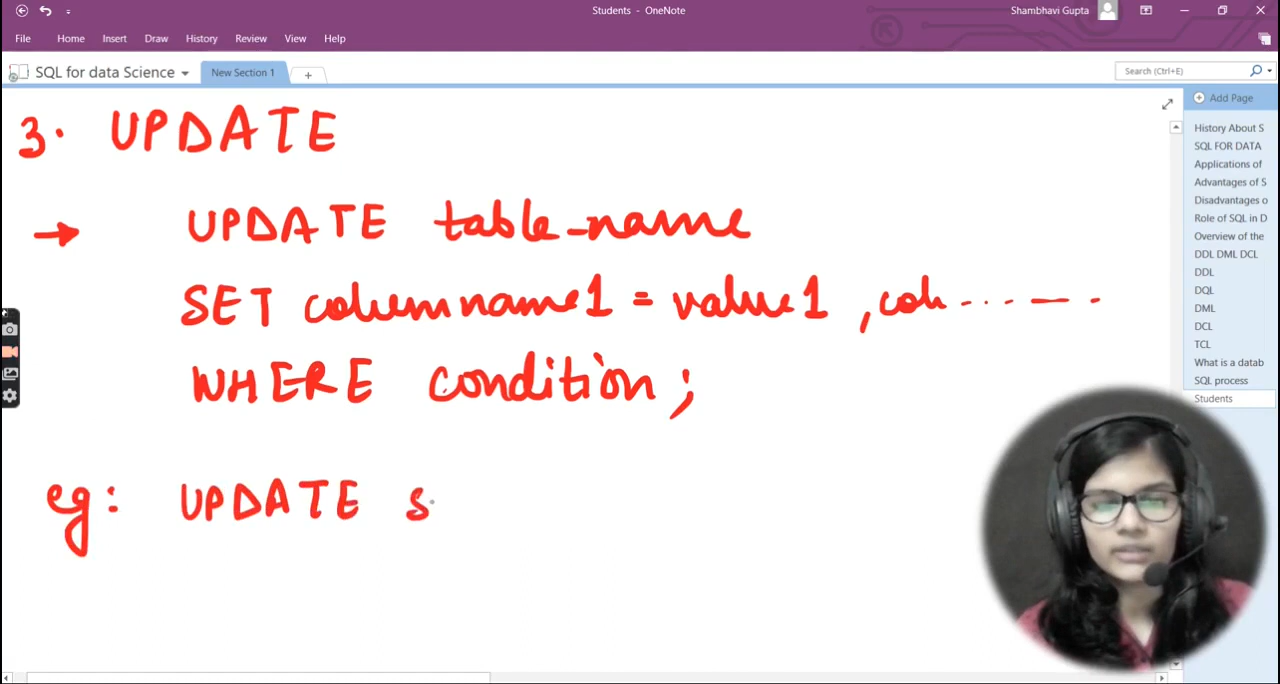 Students - OneNote
Shambhavi Gupta
File Home Insert Draw History Review View Help
SQL for data Science
New Section 1
+
Search (Ctrl+E)
Add Page
History About S
SQL FOR DATA
Applications of
Advantages of S
Disadvantages o
Role of SQL in D
Overview of the
DDL DML DCL
DDL
DQL
DML
DCL
TCL
What is a datab
SQL process
Students
3. UPDATE
→ UPDATE table_name
SET columnname1 = value1 , colu...—.
WHERE condition ;
eg: UPDATE s